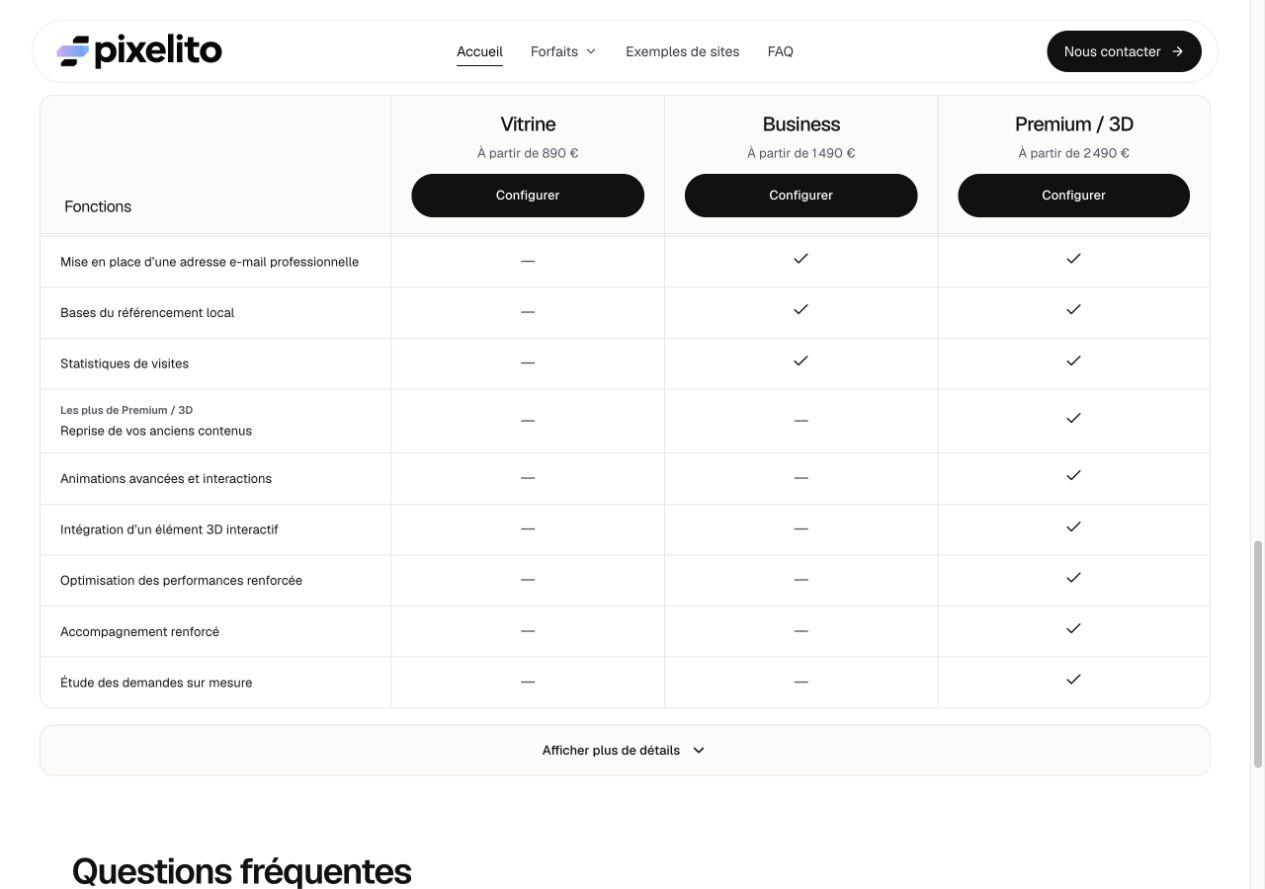 pixelito
Accueil
Forfaits
Exemples de sites
FAQ
Nous contacter →
Vitrine
Business
Premium / 3D
À partir de 890 €
À partir de 1 490 €
À partir de 2 490 €
Configurer
Configurer
Configurer
Fonctions
Mise en place d’une adresse e-mail professionnelle — ✓ ✓
Bases du référencement local — ✓ ✓
Statistiques de visites — ✓ ✓
Les plus de Premium / 3D
Reprise de vos anciens contenus — — ✓
Animations avancées et interactions — — ✓
Intégration d’un élément 3D interactif — — ✓
Optimisation des performances renforcée — — ✓
Accompagnement renforcé — — ✓
Étude des demandes sur mesure — — ✓
Afficher plus de détails
Questions fréquentes